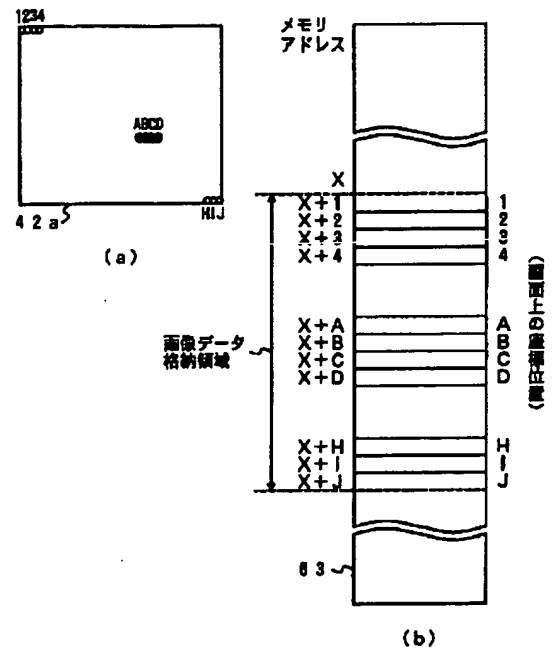 1234
ABCD
HIJ
42a
(a)
メモリ
アドレス
X
X+1
1
X+2
2
X+3
3
X+4
4
X+A
A
X+B
B
X+C
C
X+D
D
画像データ
格納領域
X+H
H
X+I
I
X+J
J
(画面上の座標位置)
63
(b)